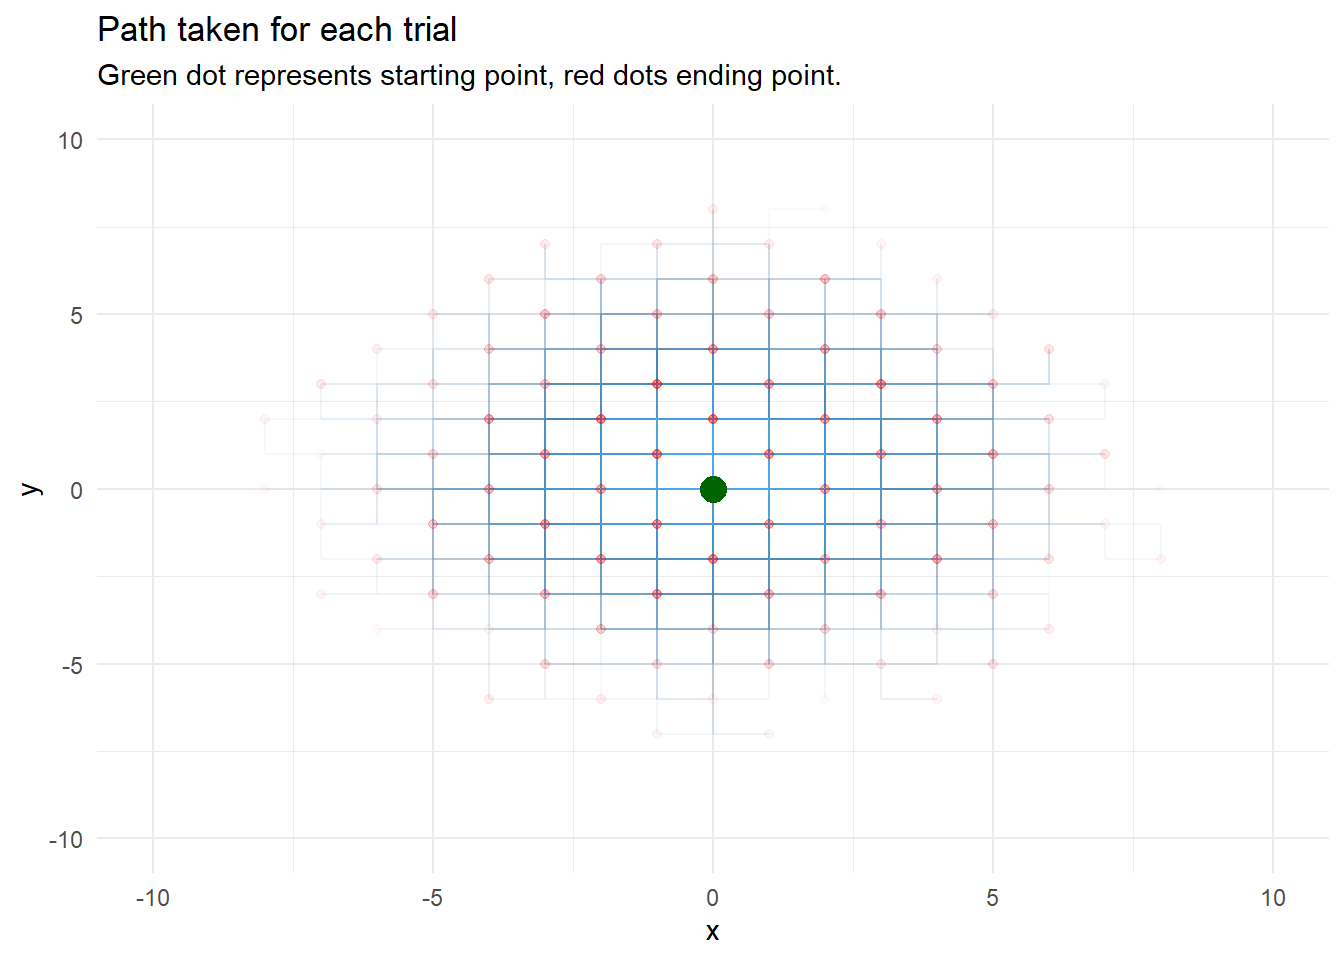 Path taken for each trial
Green dot represents starting point, red dots ending point.
10
5
0
-5
-10
y
-10
-5
0
5
10
x